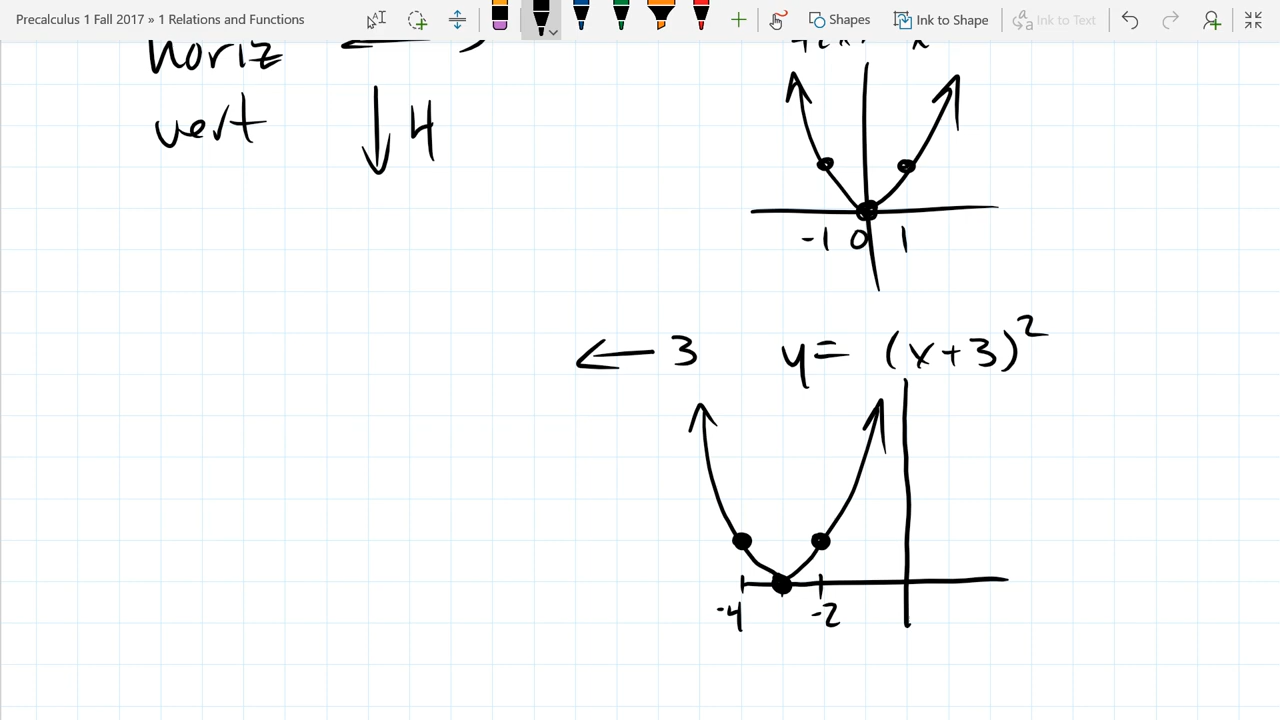 Precalculus 1 Fall 2017 » 1 Relations and Functions
Shapes
Ink to Shape
Ink to Text
horiz
vert ↓ 4
-1 0 1
← 3 y = (x+3)²
-4 -2